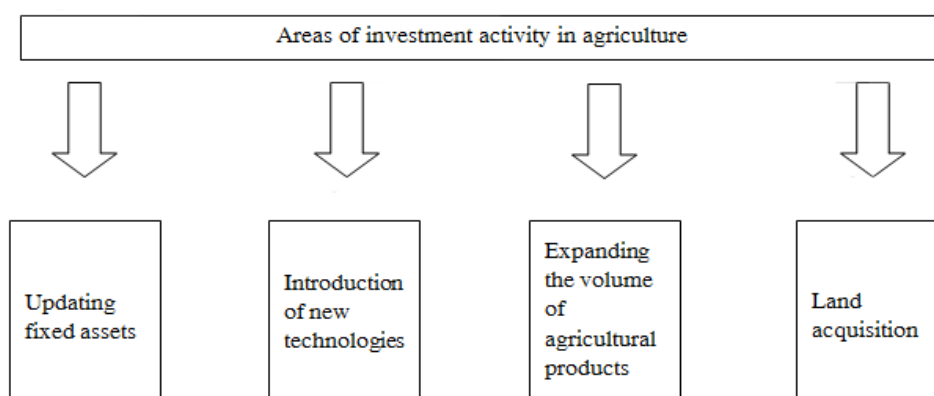 Areas of investment activity in agriculture
Updating
fixed assets
Introduction
of new
technologies
Expanding
the volume
of
agricultural
products
Land
acquisition